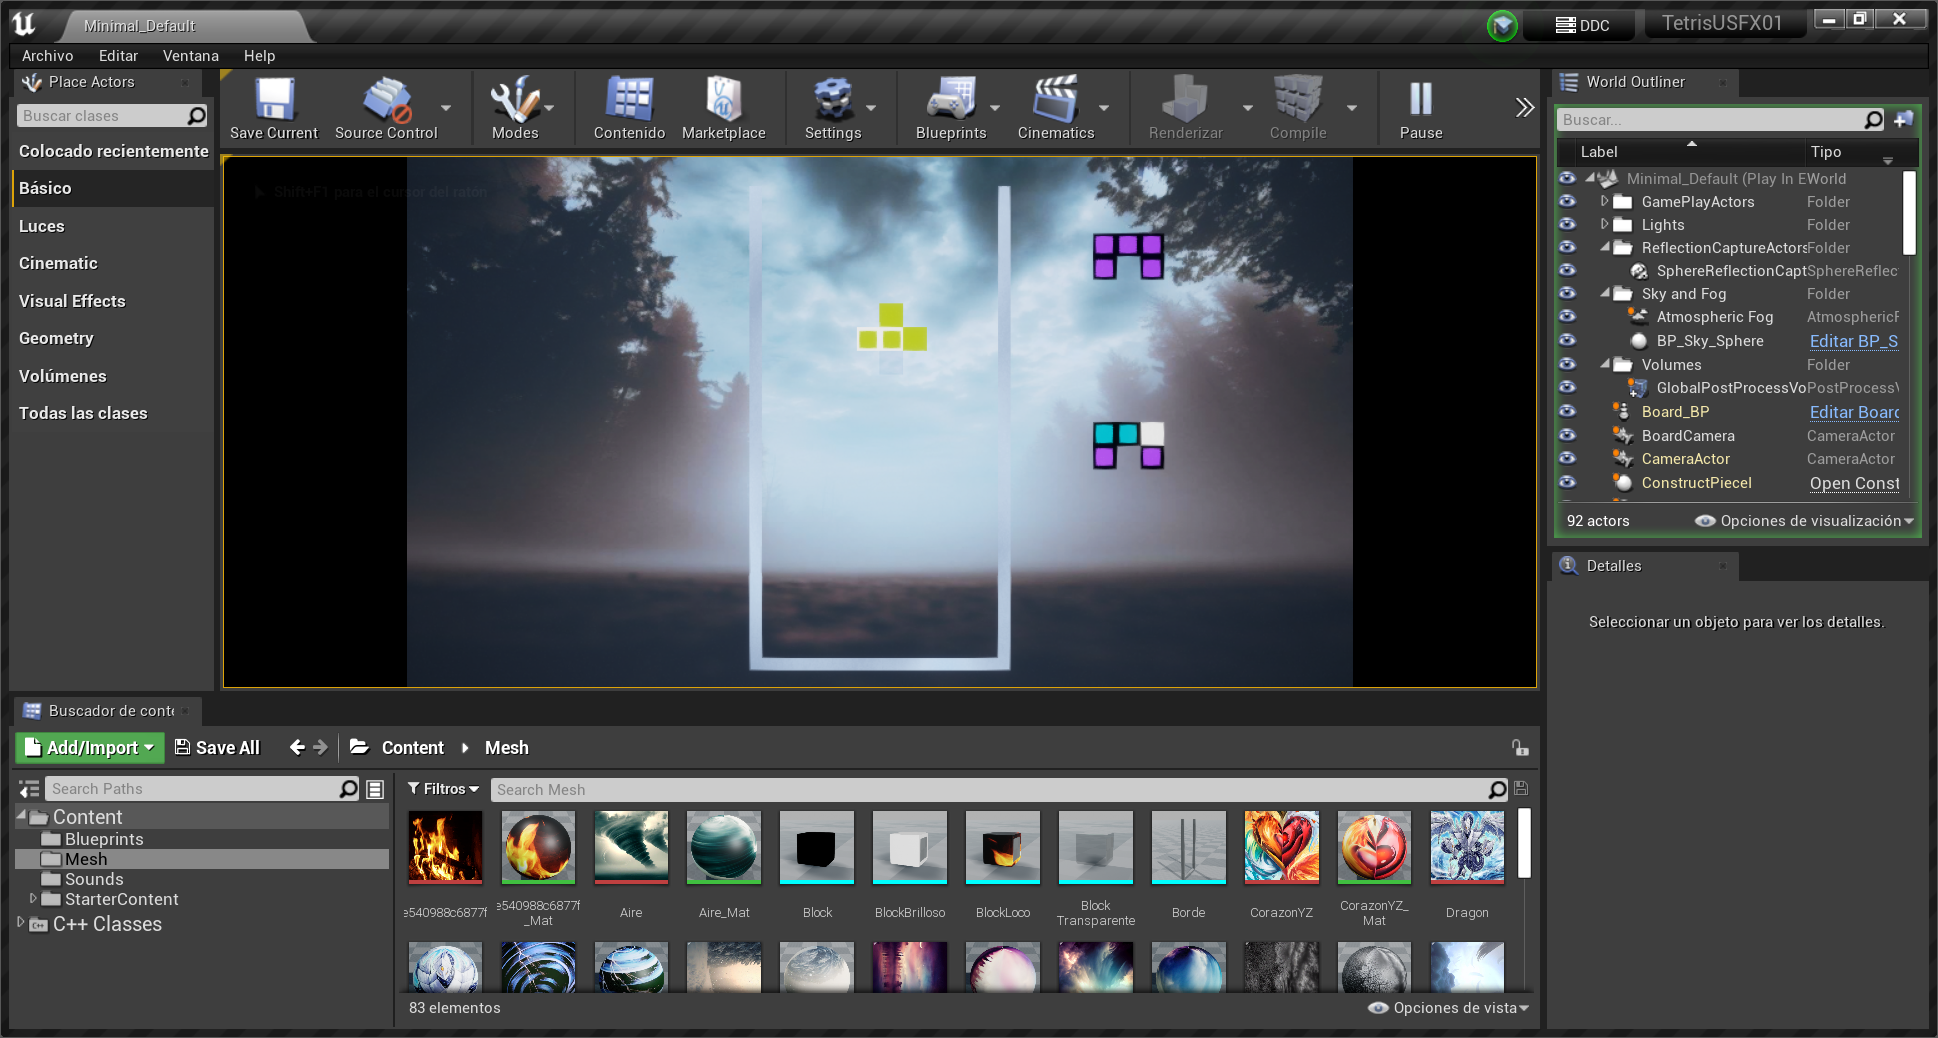 Minimal_Default
DDC
TetrisUSFX01
Archivo
Editar
Ventana
Help
Place Actors
Buscar clases
Colocado recientemente
Básico
Luces
Cinematic
Visual Effects
Geometry
Volúmenes
Todas las clases
Save Current
Source Control
Modes
Contenido
Marketplace
Settings
Blueprints
Cinematics
Renderizar
Compile
Pause
Shift+F1 para el cursor del ratón
World Outliner
Buscar...
Label
Tipo
Minimal_Default (Play In E World
GamePlayActors Folder
Lights Folder
ReflectionCaptureActors Folder
SphereReflectionCapt SphereReflec
Sky and Fog Folder
Atmospheric Fog AtmosphericF
BP_Sky_Sphere Editar BP_S
Volumes Folder
GlobalPostProcessVo PostProcessV
Board_BP Editar Board
BoardCamera CameraActor
CameraActor CameraActor
ConstructPieceI Open Const
92 actors
Opciones de visualización
Detalles
Seleccionar un objeto para ver los detalles.
Buscador de conte
Add/Import
Save All
Content
Mesh
Search Paths
Content
Blueprints
Mesh
Sounds
StarterContent
C++ Classes
Filtros
Search Mesh
e540988c6877f
e540988c6877f
_Mat
Aire
Aire_Mat
Block
BlockBrilloso
BlockLoco
Block
Transparente
Borde
CorazonYZ
CorazonYZ_
Mat
Dragon
83 elementos
Opciones de vista